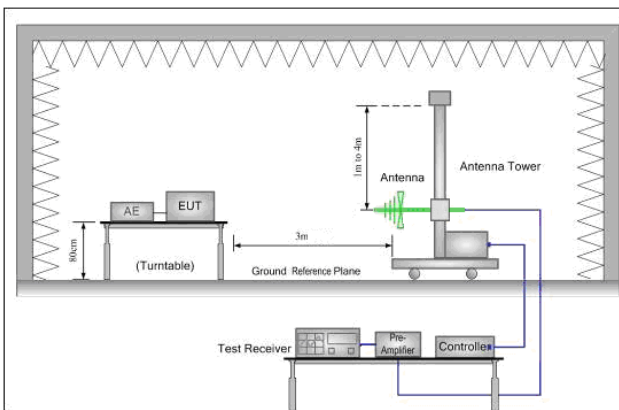 1m to 4m
Antenna
Antenna Tower
AE
EUT
3m
80cm
(Turntable)
Ground Reference Plane
Test Receiver
Pre-
Amplifier
Controller